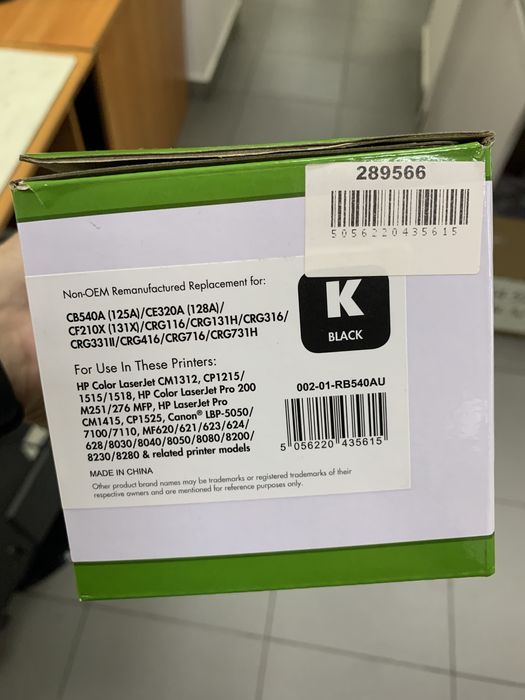 289566
5056220435615
Non-OEM Remanufactured Replacement for:
CB540A (125A)/CE320A (128A)/
CF210X (131X)/CRG116/CRG131H/CRG316/
CRG331II/CRG416/CRG716/CRG731H
K
BLACK
For Use In These Printers:
HP Color LaserJet CM1312, CP1215/
1515/1518, HP Color LaserJet Pro 200
M251/276 MFP, HP LaserJet Pro
CM1415, CP1525, Canon® LBP-5050/
7100/7110, MF620/621/623/624/
628/8030/8040/8050/8080/8200/
8230/8280 & related printer models
002-01-RB540AU
5 056220 435615
MADE IN CHINA
Other product brand names may be trademarks or registered trademarks of their
respective owners and are mentioned for reference purposes only.